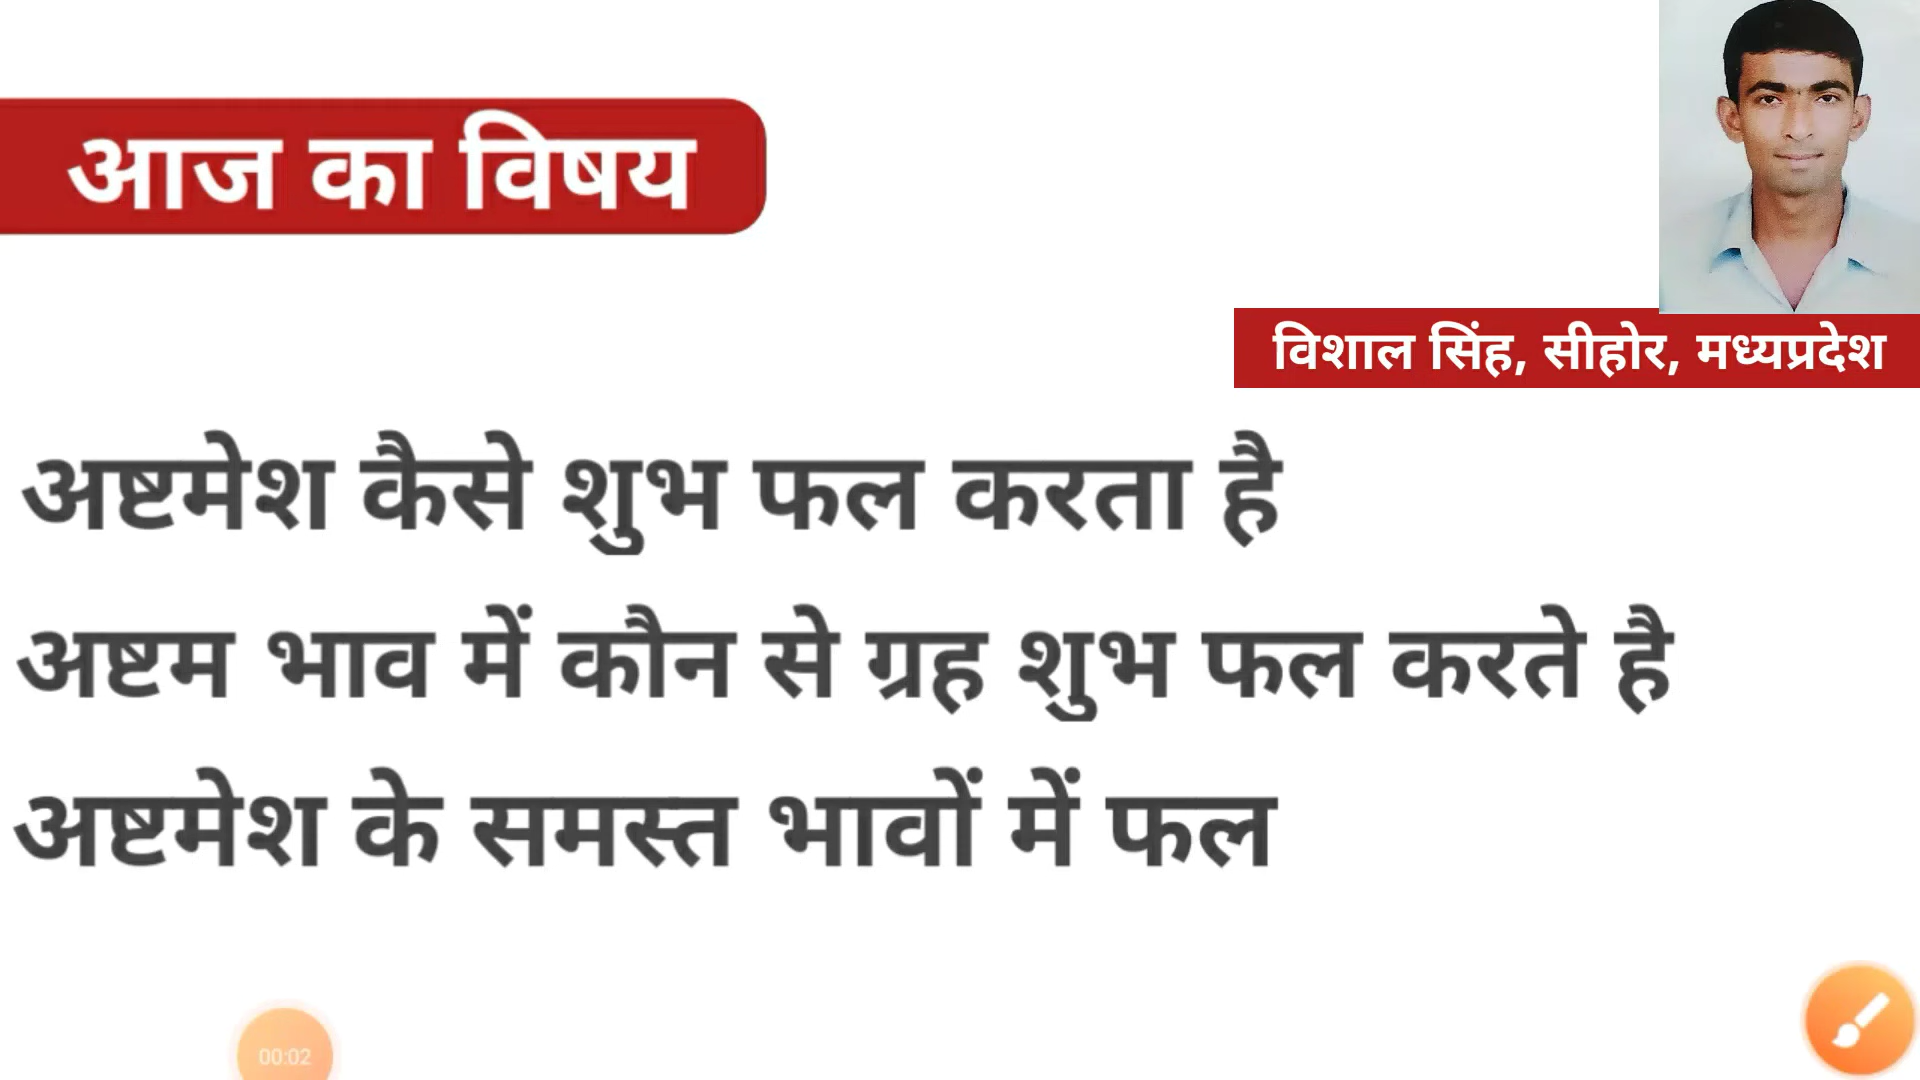 आज का विषय
विशाल सिंह, सीहोर, मध्यप्रदेश
अष्टमेश कैसे शुभ फल करता है
अष्टम भाव में कौन से ग्रह शुभ फल करते है
अष्टमेश के समस्त भावों में फल
00:02